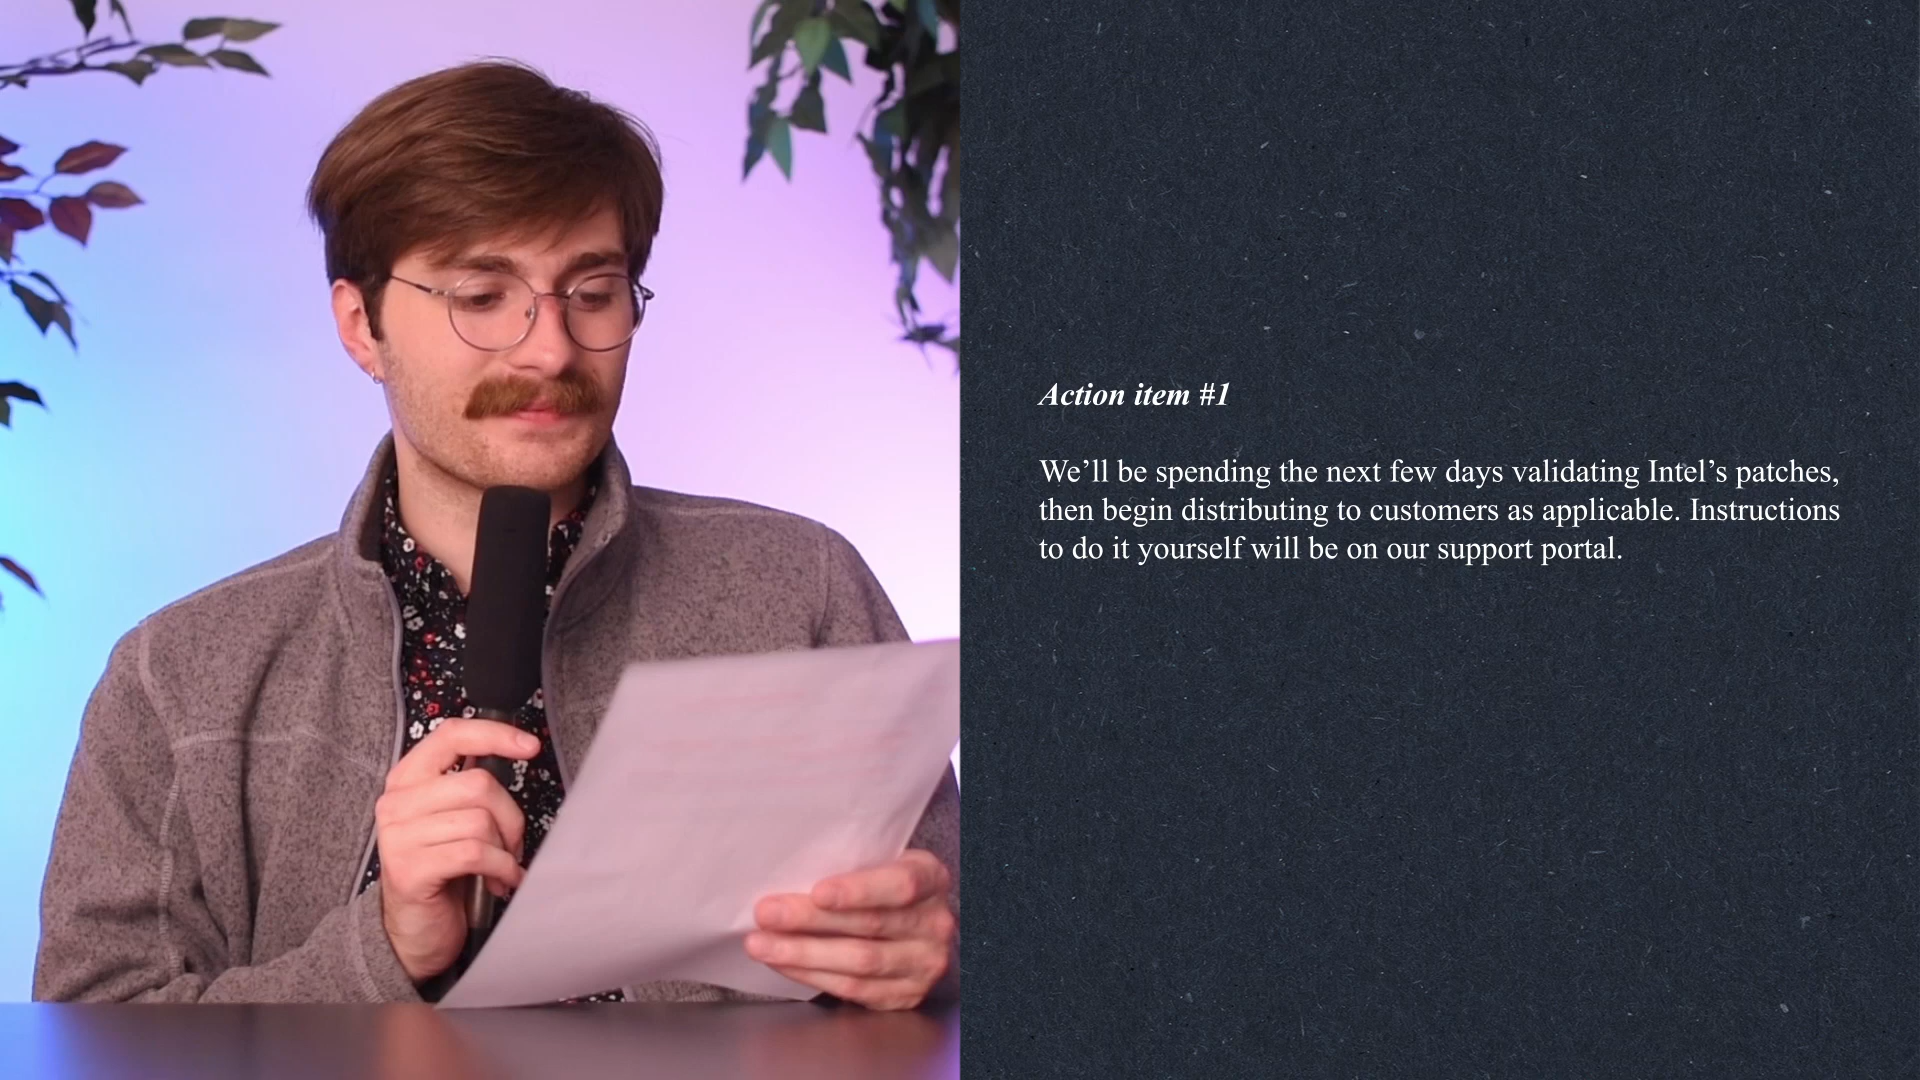 Action item #1
We’ll be spending the next few days validating Intel’s patches,
then begin distributing to customers as applicable. Instructions
to do it yourself will be on our support portal.